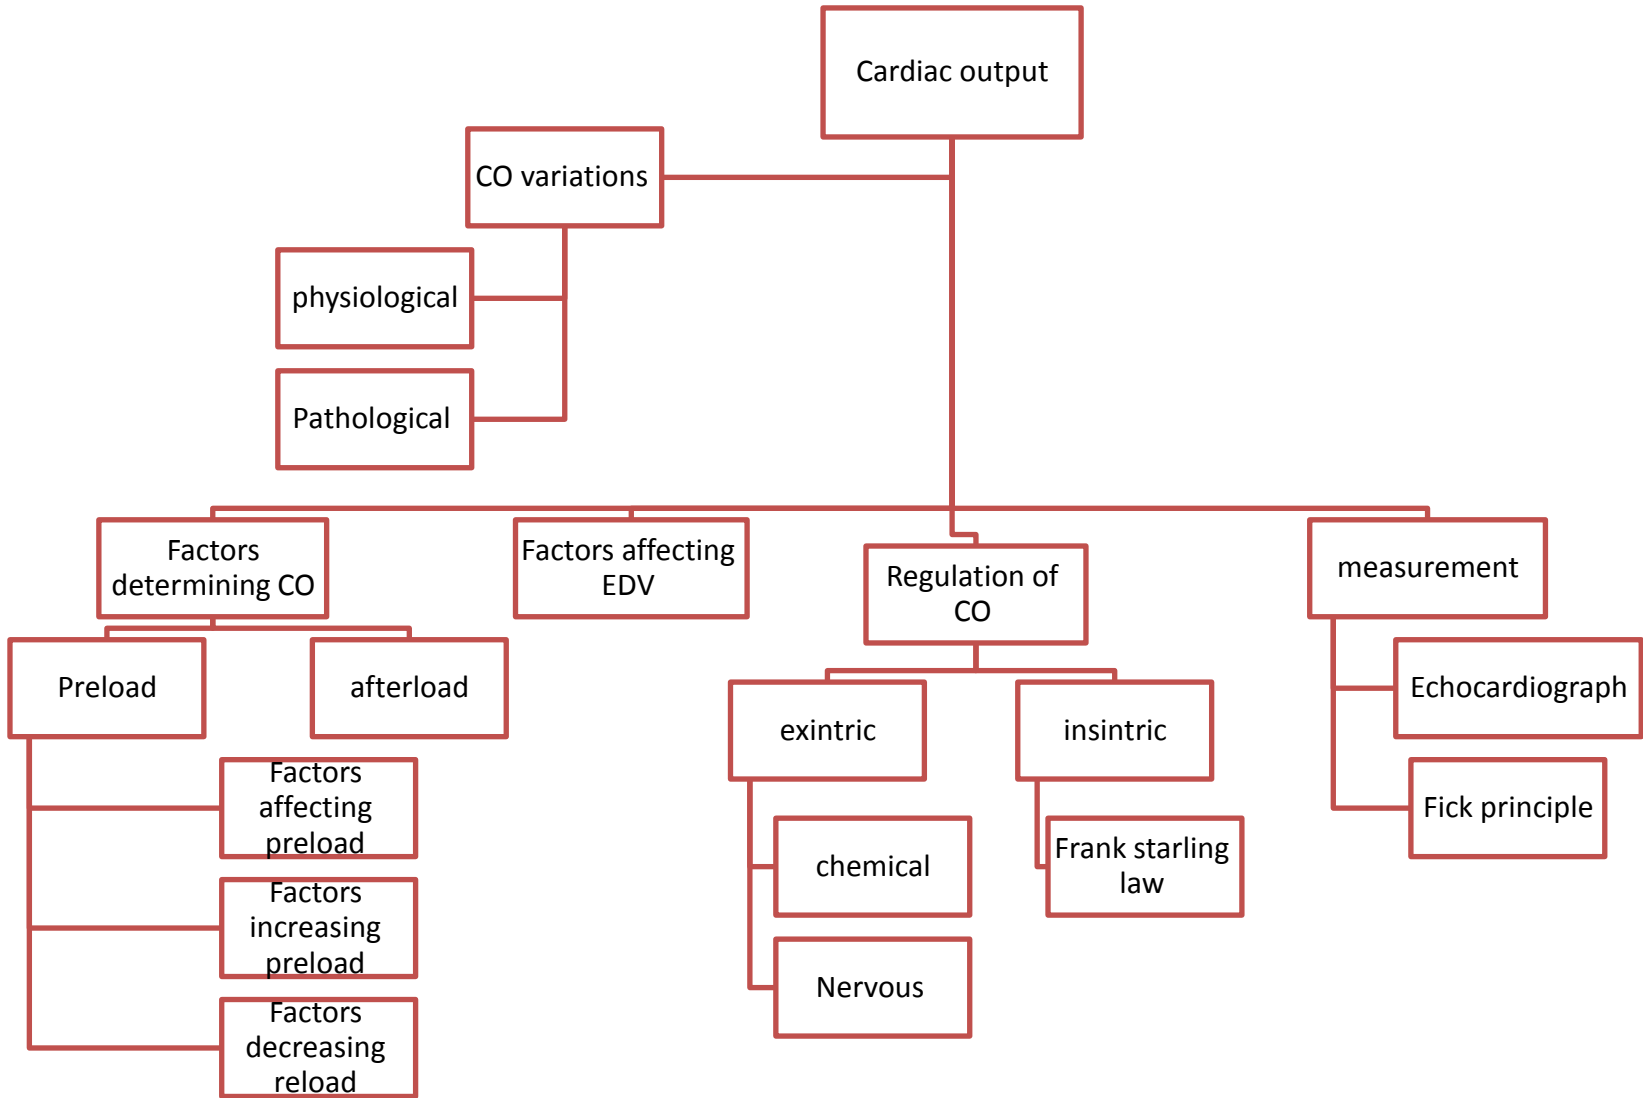 Cardiac output
CO variations
physiological
Pathological
Factors
determining CO
Factors affecting
EDV
Regulation of
CO
measurement
Preload
afterload
Factors
affecting
preload
Factors
increasing
preload
Factors
decreasing
reload
exintric
insintric
chemical
Nervous
Frank starling
law
Echocardiograph
Fick principle